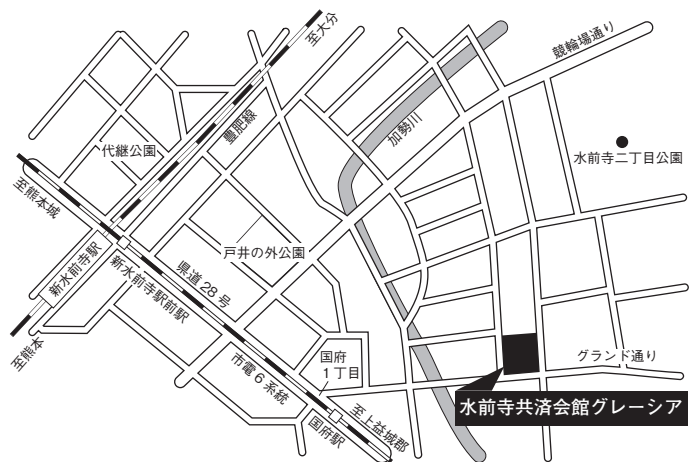 至大分
競輪場通り
豊肥線
加勢川
代継公園
水前寺二丁目公園
至熊本城
戸井の外公園
新水前寺駅
新水前寺駅前駅
県道28号
至熊本
市電6系統
国府
1丁目
グランド通り
国府駅
至上益城郡
水前寺共済会館グレーシア